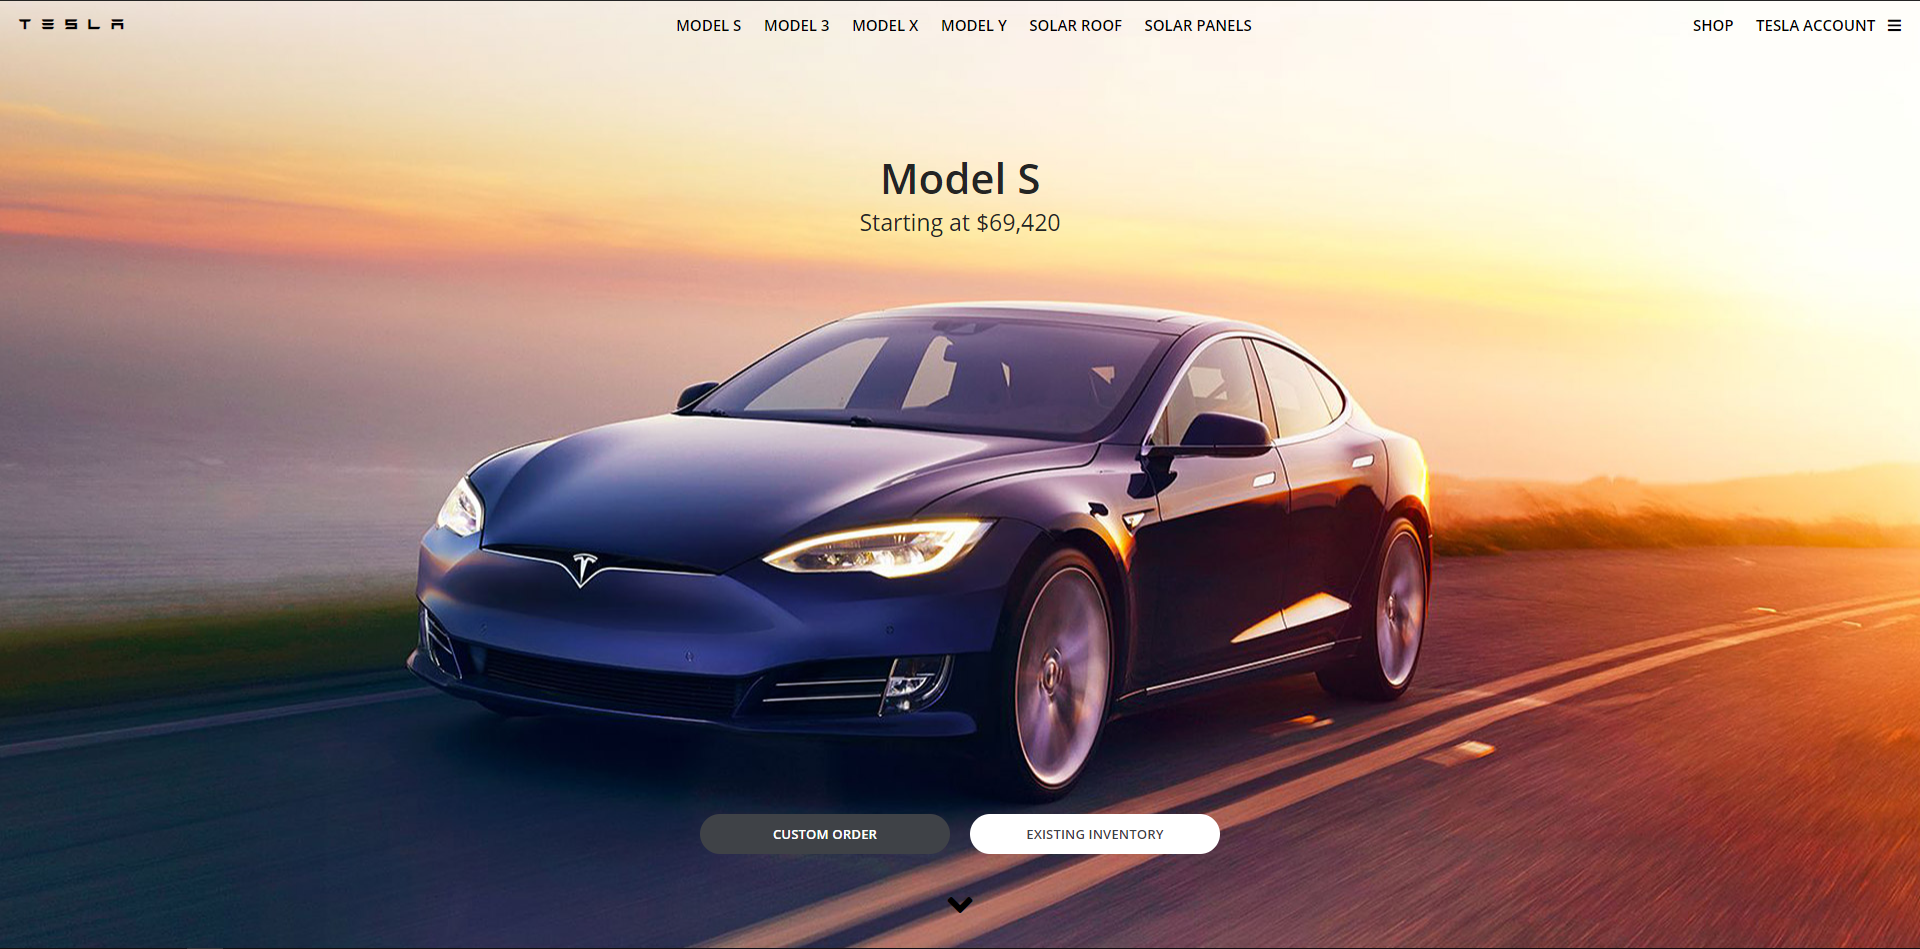 TESLA
MODEL S MODEL 3 MODEL X MODEL Y SOLAR ROOF SOLAR PANELS
SHOP TESLA ACCOUNT
Model S
Starting at $69,420
CUSTOM ORDER
EXISTING INVENTORY